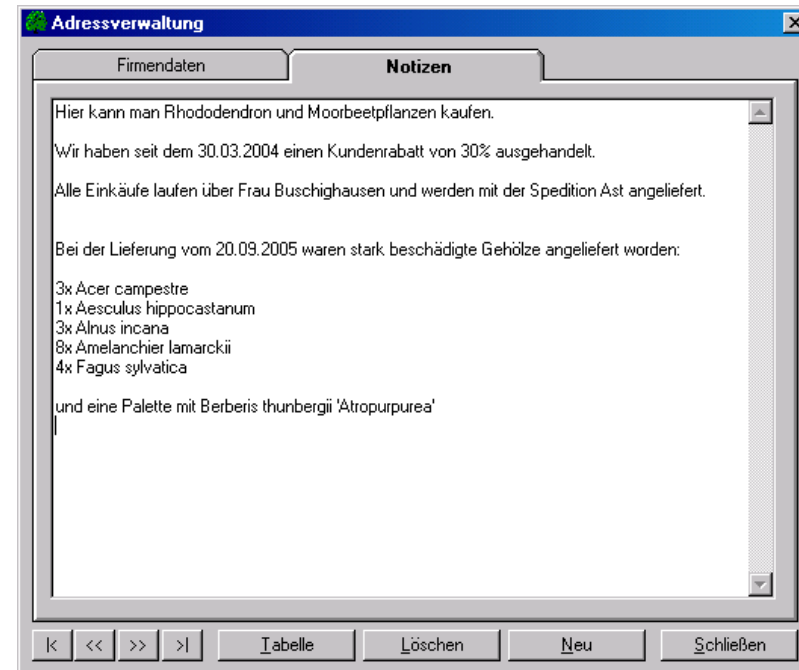 Adressverwaltung
Firmendaten
Notizen
Hier kann man Rhododendron und Moorbeetpflanzen kaufen.
Wir haben seit dem 30.03.2004 einen Kundenrabatt von 30% ausgehandelt.
Alle Einkäufe laufen über Frau Buschighausen und werden mit der Spedition Ast angeliefert.
Bei der Lieferung vom 20.09.2005 waren stark beschädigte Gehölze angeliefert worden:
3x Acer campestre
1x Aesculus hippocastanum
3x Alnus incana
8x Amelanchier lamarckii
4x Fagus sylvatica
und eine Palette mit Berberis thunbergii 'Atropurpurea'
|< << >> >| Tabelle Löschen Neu Schließen